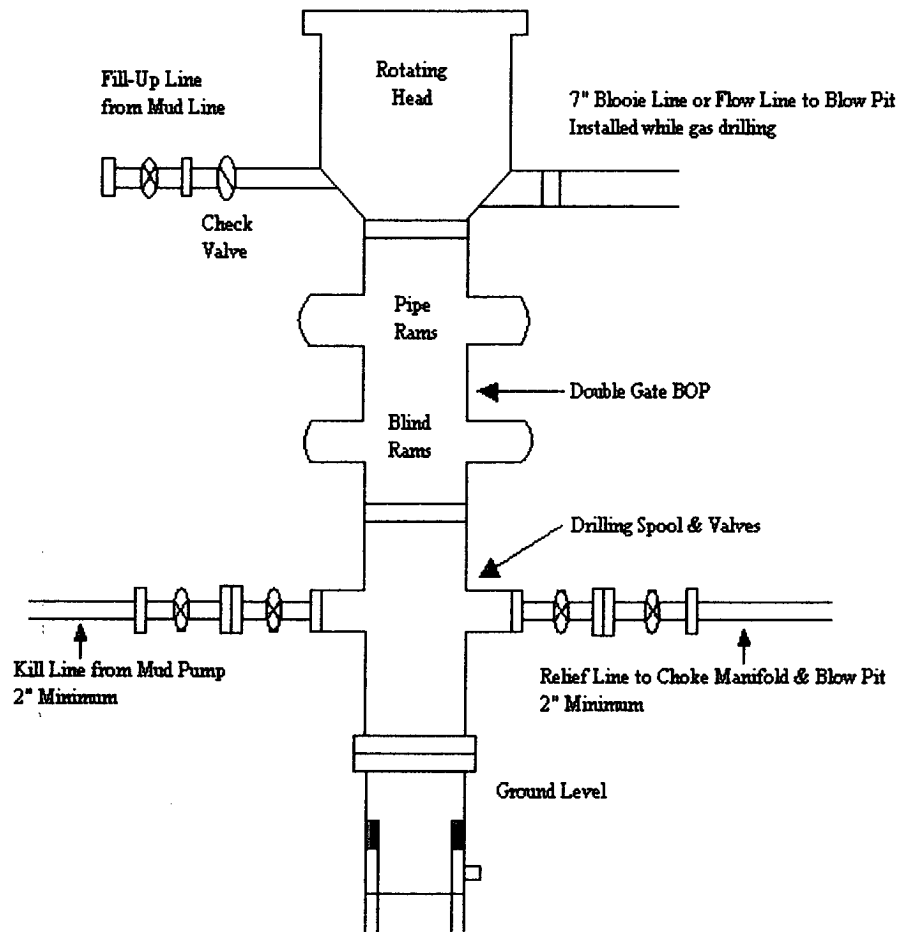 Rotating
Head
Fill-Up Line
from Mud Line
7" Blooie Line or Flow Line to Blow Pit
Installed while gas drilling
Check
Valve
Pipe
Rams
Double Gate BOP
Blind
Rams
Drilling Spool & Valves
Kill Line from Mud Pump
2" Minimum
Relief Line to Choke Manifold & Blow Pit
2" Minimum
Ground Level